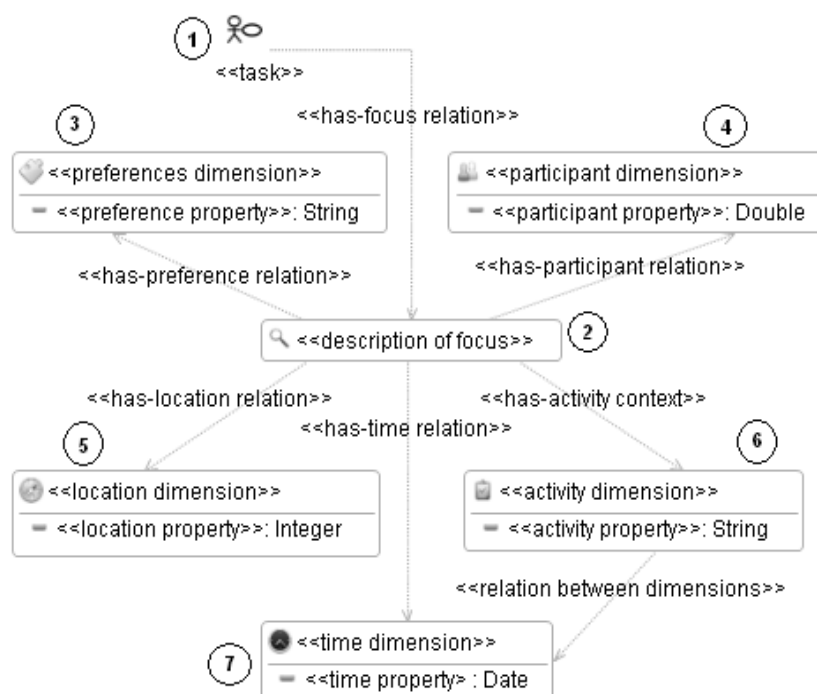 1
<<task>>
<<has-focus relation>>
3
4
<<preferences dimension>>
<<preference property>>: String
<<participant dimension>>
<<participant property>>: Double
<<has-preference relation>>
<<has-participant relation>>
<<description of focus>>
2
<<has-location relation>>
<<has-activity context>>
<<has-time relation>>
5
6
<<location dimension>>
<<location property>>: Integer
<<activity dimension>>
<<activity property>>: String
<<relation between dimensions>>
7
<<time dimension>>
<<time property> : Date